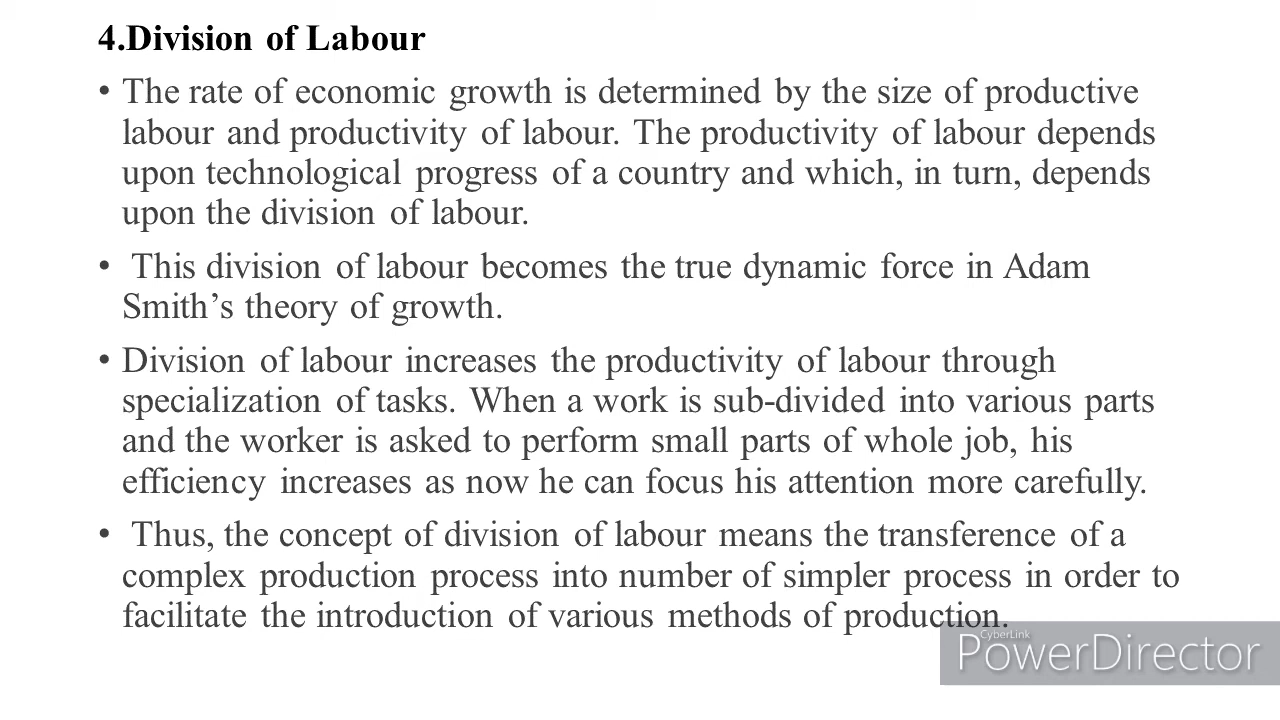 4.Division of Labour
• The rate of economic growth is determined by the size of productive
labour and productivity of labour. The productivity of labour depends
upon technological progress of a country and which, in turn, depends
upon the division of labour.
• This division of labour becomes the true dynamic force in Adam
Smith’s theory of growth.
• Division of labour increases the productivity of labour through
specialization of tasks. When a work is sub-divided into various parts
and the worker is asked to perform small parts of whole job, his
efficiency increases as now he can focus his attention more carefully.
• Thus, the concept of division of labour means the transference of a
complex production process into number of simpler process in order to
facilitate the introduction of various methods of production.
CyberLink
PowerDirector